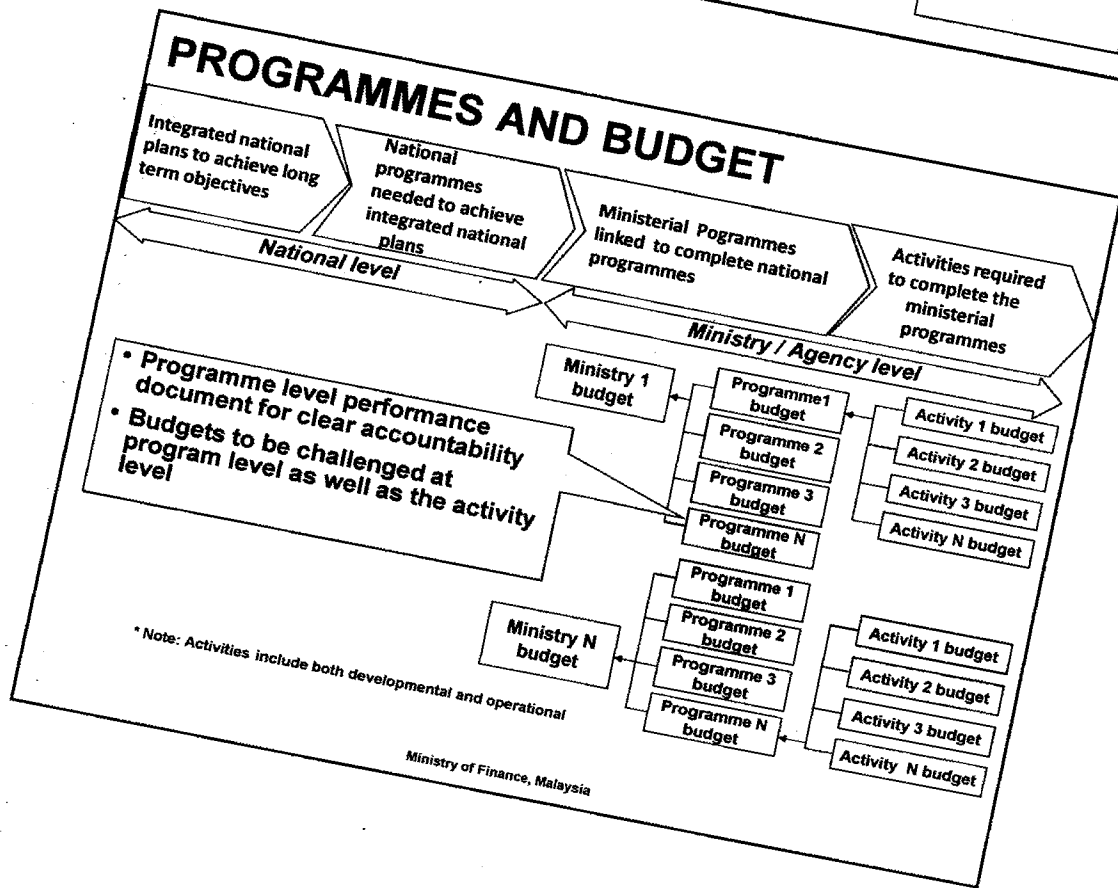 PROGRAMMES AND BUDGET
Integrated national
plans to achieve long
term objectives
National
programmes
needed to achieve
integrated national
plans
Ministerial Pogrammes
linked to complete national
programmes
Activities required
to complete the
ministerial
programmes
National level
Ministry / Agency level
• Programme level performance
document for clear accountability
• Budgets to be challenged at
program level as well as the activity
level
Ministry 1
budget
Programme1
budget
Programme 2
budget
Programme 3
budget
Programme N
budget
Activity 1 budget
Activity 2 budget
Activity 3 budget
Activity N budget
Ministry N
budget
Programme 1
budget
Programme 2
budget
Programme 3
budget
Programme N
budget
Activity 1 budget
Activity 2 budget
Activity 3 budget
Activity N budget
* Note: Activities include both developmental and operational
Ministry of Finance, Malaysia